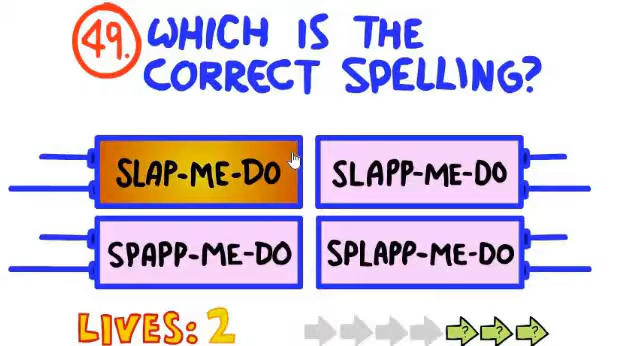 49. WHICH IS THE
CORRECT SPELLING?
SLAP-ME-DO
SLAPP-ME-DO
SPAPP-ME-DO
SPLAPP-ME-DO
LIVES: 2
? ? ?